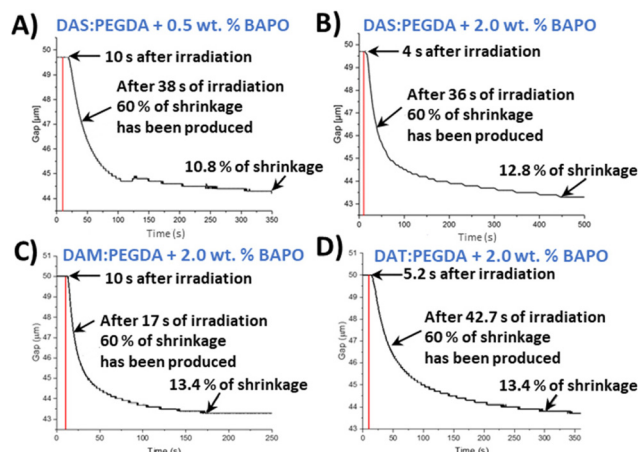 A) DAS:PEGDA + 0.5 wt. % BAPO
50
49
48
47
46
45
44
Gap [µm]
10 s after irradiation
After 38 s of irradiation
60 % of shrinkage
has been produced
10.8 % of shrinkage
0 50 100 150 200 250 300 350
Time (s)
B) DAS:PEGDA + 2.0 wt. % BAPO
50
49
48
47
46
45
44
43
Gap [µm]
4 s after irradiation
After 36 s of irradiation
60 % of shrinkage
has been produced
12.8 % of shrinkage
0 100 200 300 400 500
Time (s)
C) DAM:PEGDA + 2.0 wt. % BAPO
51
50
49
48
47
46
45
44
43
Gap (µm)
10 s after irradiation
After 17 s of irradiation
60 % of shrinkage
has been produced
13.4 % of shrinkage
0 50 100 150 200 250
Time (s)
D) DAT:PEGDA + 2.0 wt. % BAPO
51
50
49
48
47
46
45
44
43
Gap (µm)
5.2 s after irradiation
After 42.7 s of irradiation
60 % of shrinkage
has been produced
13.4 % of shrinkage
0 50 100 150 200 250 300 350
Time (s)